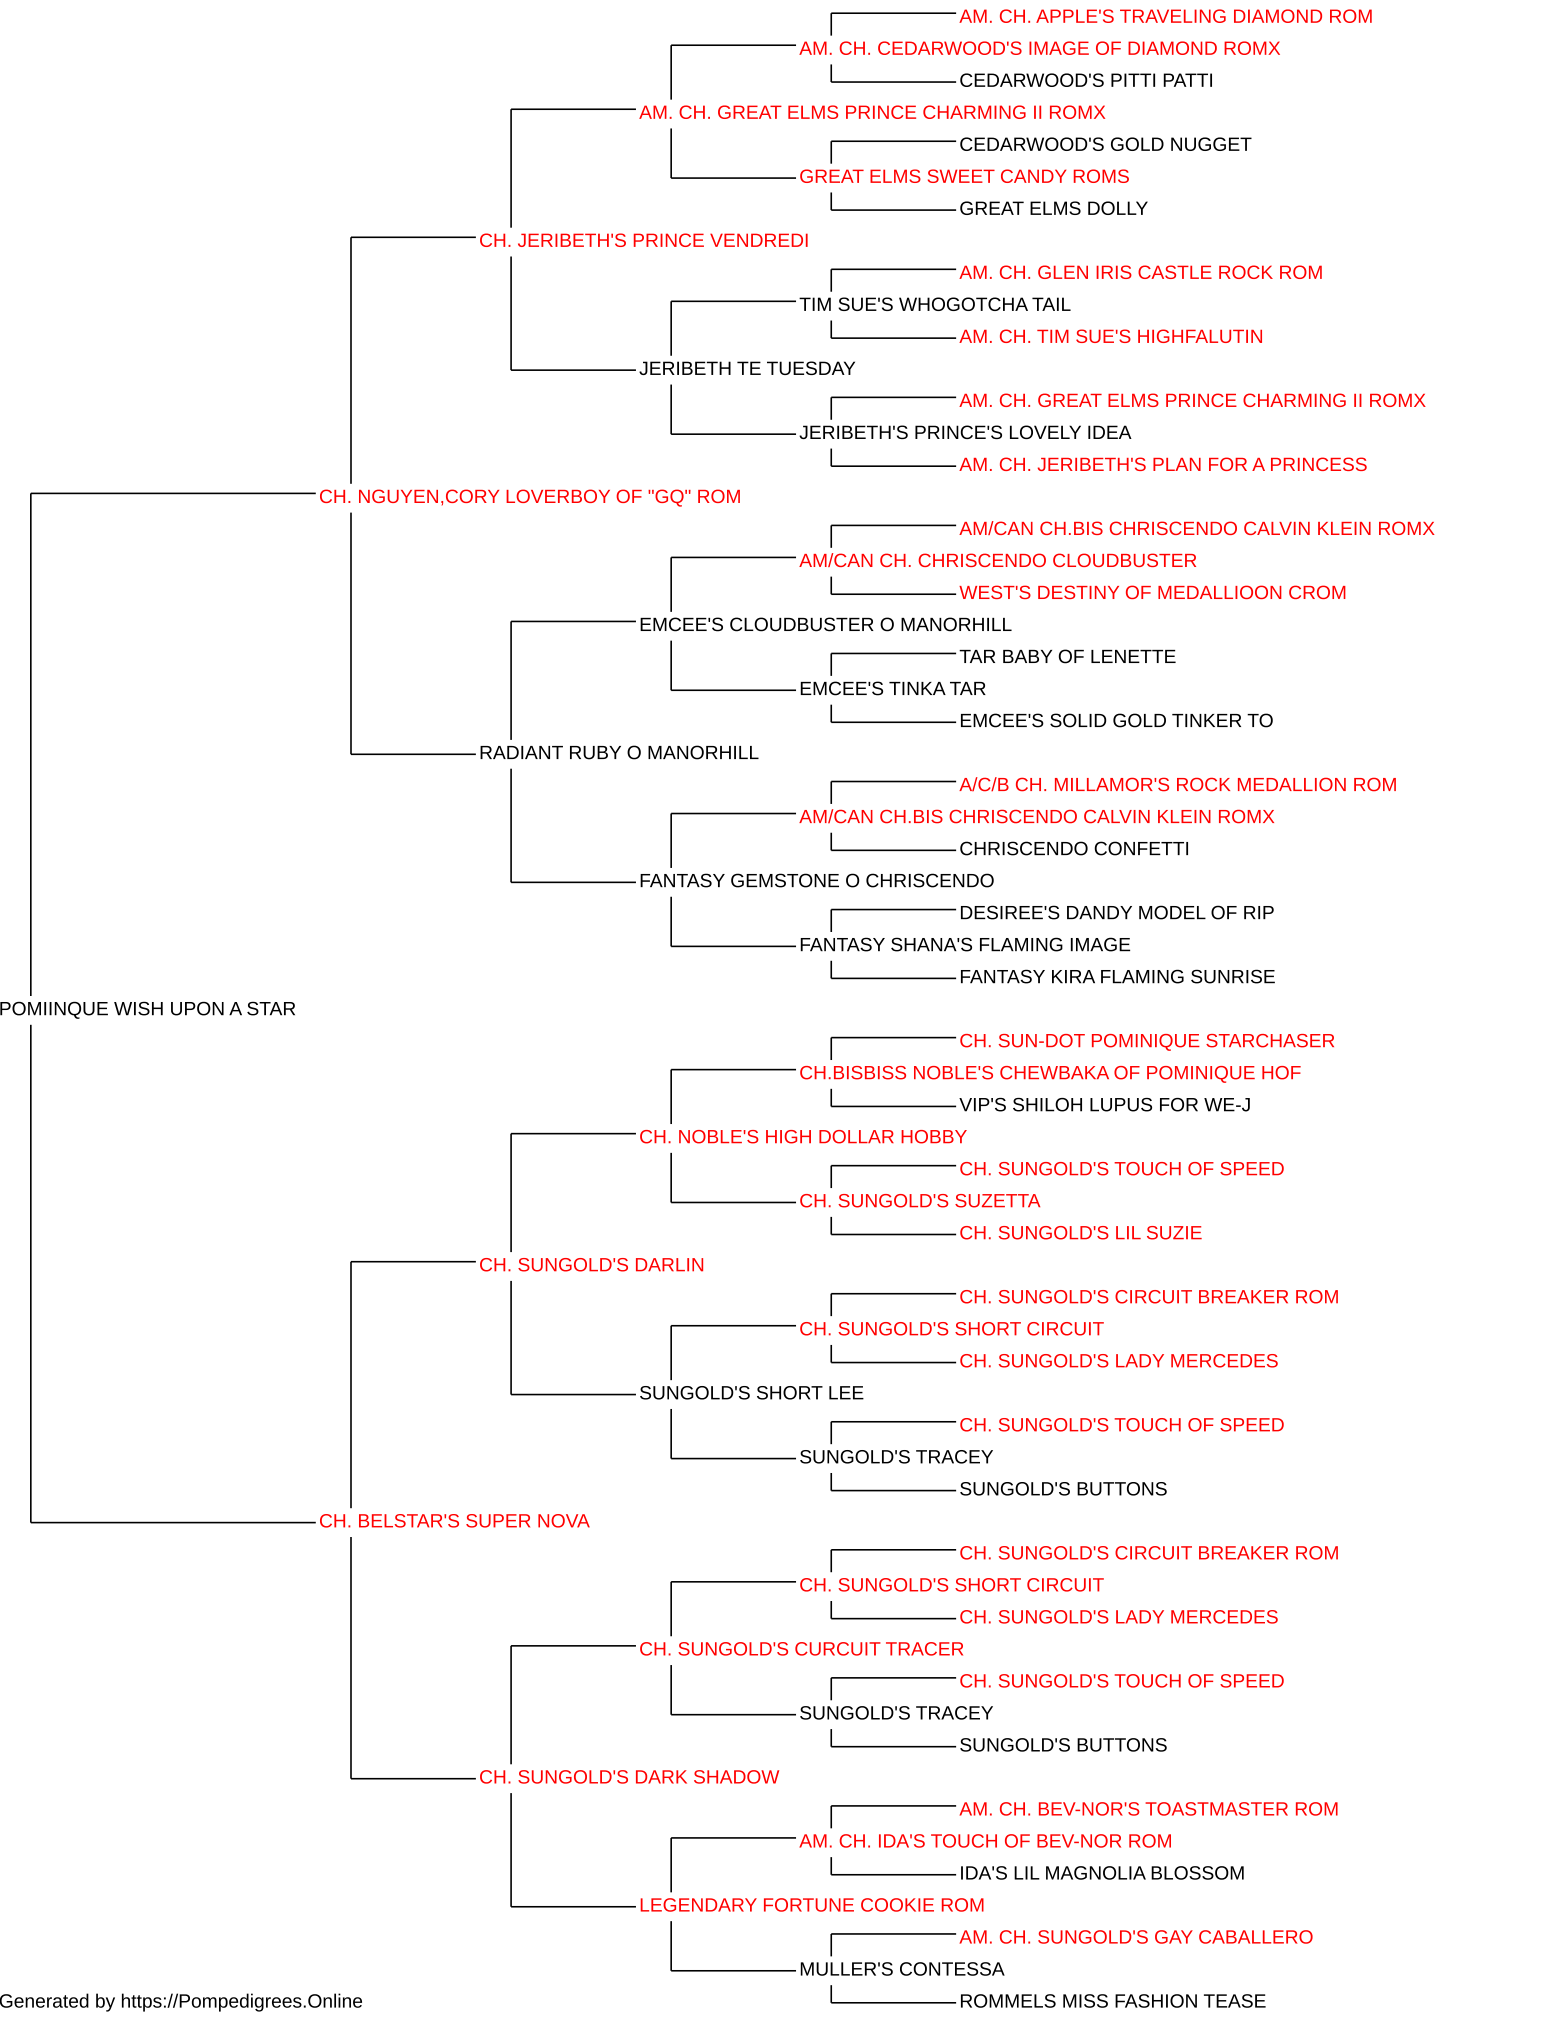 AM. CH. APPLE'S TRAVELING DIAMOND ROM
AM. CH. CEDARWOOD'S IMAGE OF DIAMOND ROMX
CEDARWOOD'S PITTI PATTI
AM. CH. GREAT ELMS PRINCE CHARMING II ROMX
CEDARWOOD'S GOLD NUGGET
GREAT ELMS SWEET CANDY ROMS
GREAT ELMS DOLLY
CH. JERIBETH'S PRINCE VENDREDI
AM. CH. GLEN IRIS CASTLE ROCK ROM
TIM SUE'S WHOGOTCHA TAIL
AM. CH. TIM SUE'S HIGHFALUTIN
JERIBETH TE TUESDAY
AM. CH. GREAT ELMS PRINCE CHARMING II ROMX
JERIBETH'S PRINCE'S LOVELY IDEA
AM. CH. JERIBETH'S PLAN FOR A PRINCESS
CH. NGUYEN,CORY LOVERBOY OF "GQ" ROM
AM/CAN CH.BIS CHRISCENDO CALVIN KLEIN ROMX
AM/CAN CH. CHRISCENDO CLOUDBUSTER
WEST'S DESTINY OF MEDALLIOON CROM
EMCEE'S CLOUDBUSTER O MANORHILL
TAR BABY OF LENETTE
EMCEE'S TINKA TAR
EMCEE'S SOLID GOLD TINKER TO
RADIANT RUBY O MANORHILL
A/C/B CH. MILLAMOR'S ROCK MEDALLION ROM
AM/CAN CH.BIS CHRISCENDO CALVIN KLEIN ROMX
CHRISCENDO CONFETTI
FANTASY GEMSTONE O CHRISCENDO
DESIREE'S DANDY MODEL OF RIP
FANTASY SHANA'S FLAMING IMAGE
FANTASY KIRA FLAMING SUNRISE
POMIINQUE WISH UPON A STAR
CH. SUN-DOT POMINIQUE STARCHASER
CH.BISBISS NOBLE'S CHEWBAKA OF POMINIQUE HOF
VIP'S SHILOH LUPUS FOR WE-J
CH. NOBLE'S HIGH DOLLAR HOBBY
CH. SUNGOLD'S TOUCH OF SPEED
CH. SUNGOLD'S SUZETTA
CH. SUNGOLD'S LIL SUZIE
CH. SUNGOLD'S DARLIN
CH. SUNGOLD'S CIRCUIT BREAKER ROM
CH. SUNGOLD'S SHORT CIRCUIT
CH. SUNGOLD'S LADY MERCEDES
SUNGOLD'S SHORT LEE
CH. SUNGOLD'S TOUCH OF SPEED
SUNGOLD'S TRACEY
SUNGOLD'S BUTTONS
CH. BELSTAR'S SUPER NOVA
CH. SUNGOLD'S CIRCUIT BREAKER ROM
CH. SUNGOLD'S SHORT CIRCUIT
CH. SUNGOLD'S LADY MERCEDES
CH. SUNGOLD'S CURCUIT TRACER
CH. SUNGOLD'S TOUCH OF SPEED
SUNGOLD'S TRACEY
SUNGOLD'S BUTTONS
CH. SUNGOLD'S DARK SHADOW
AM. CH. BEV-NOR'S TOASTMASTER ROM
AM. CH. IDA'S TOUCH OF BEV-NOR ROM
IDA'S LIL MAGNOLIA BLOSSOM
LEGENDARY FORTUNE COOKIE ROM
AM. CH. SUNGOLD'S GAY CABALLERO
MULLER'S CONTESSA
ROMMELS MISS FASHION TEASE
Generated by https://Pompedigrees.Online